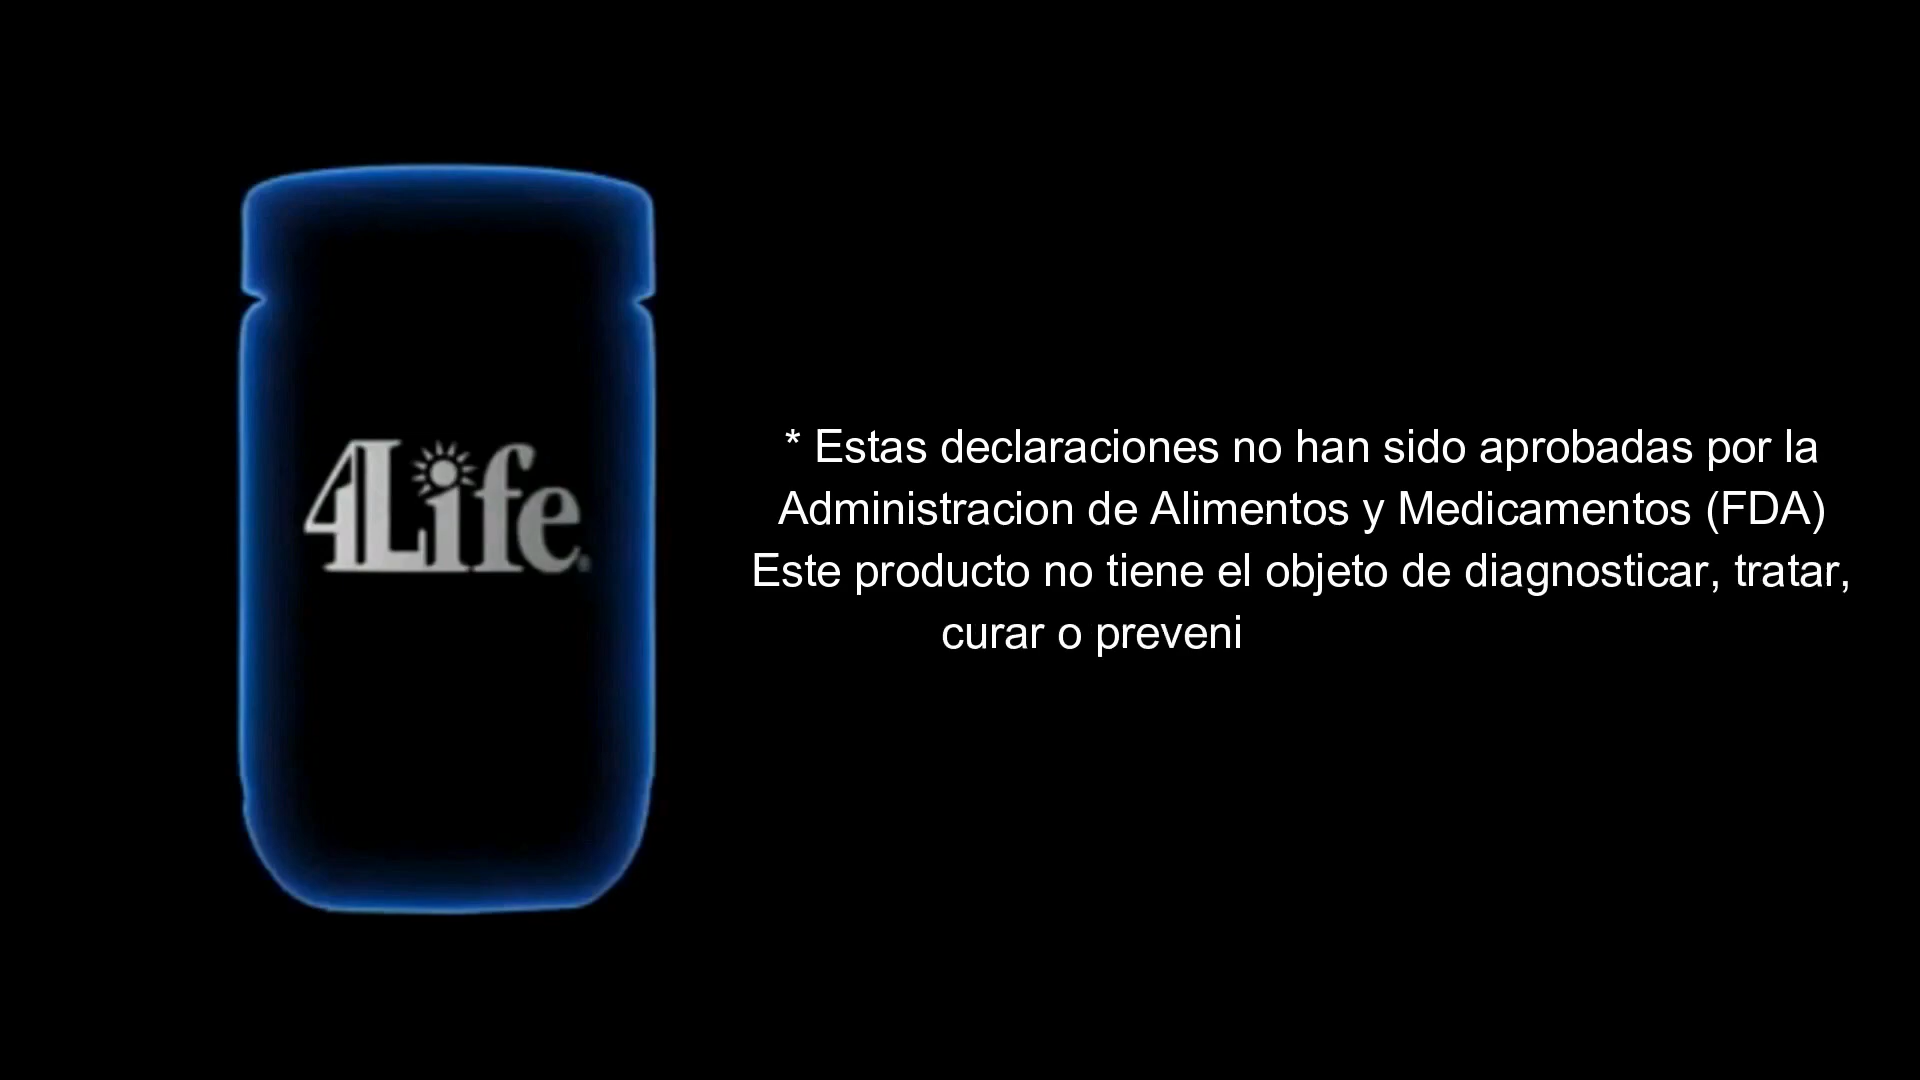 4Life®
* Estas declaraciones no han sido aprobadas por la
Administracion de Alimentos y Medicamentos (FDA)
Este producto no tiene el objeto de diagnosticar, tratar,
curar o preveni